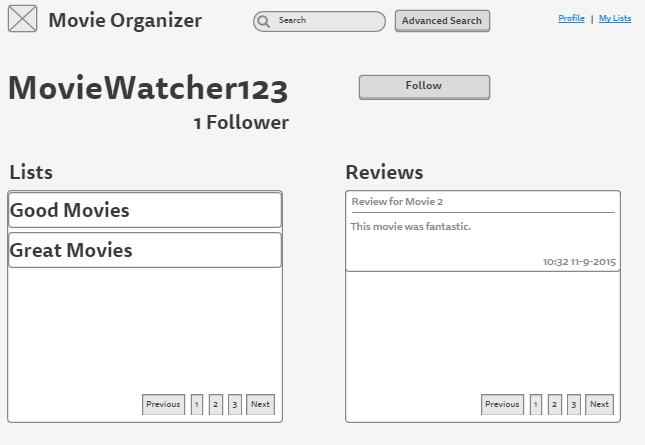 Movie Organizer
Search
Advanced Search
Profile | My Lists
MovieWatcher123
Follow
1 Follower
Lists
Good Movies
Great Movies
Previous 1 2 3 Next
Reviews
Review for Movie 2
This movie was fantastic.
10:32 11-9-2015
Previous 1 2 3 Next